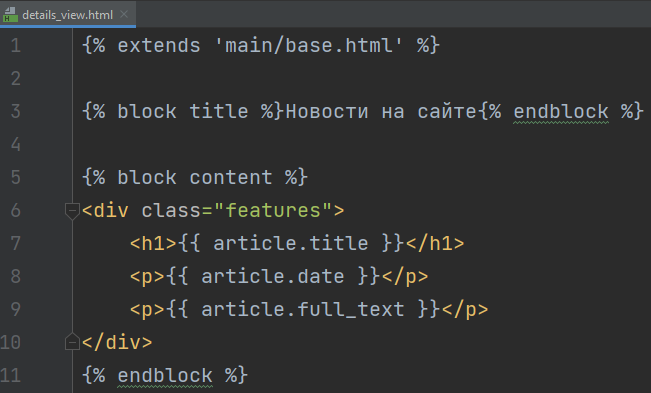 details_view.html
1 {% extends 'main/base.html' %}
2
3 {% block title %}Новости на сайте{% endblock %}
4
5 {% block content %}
6 <div class="features">
7 <h1>{{ article.title }}</h1>
8 <p>{{ article.date }}</p>
9 <p>{{ article.full_text }}</p>
10 </div>
11 {% endblock %}